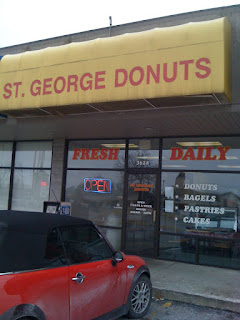 ST. GEORGE DONUTS
FRESH DAILY
OPEN
DONUTS
BAGELS
PASTRIES
CAKES